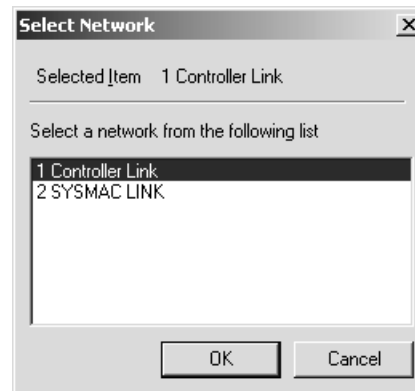 Select Network
Selected Item 1 Controller Link
Select a network from the following list
1 Controller Link
2 SYSMAC LINK
OK Cancel